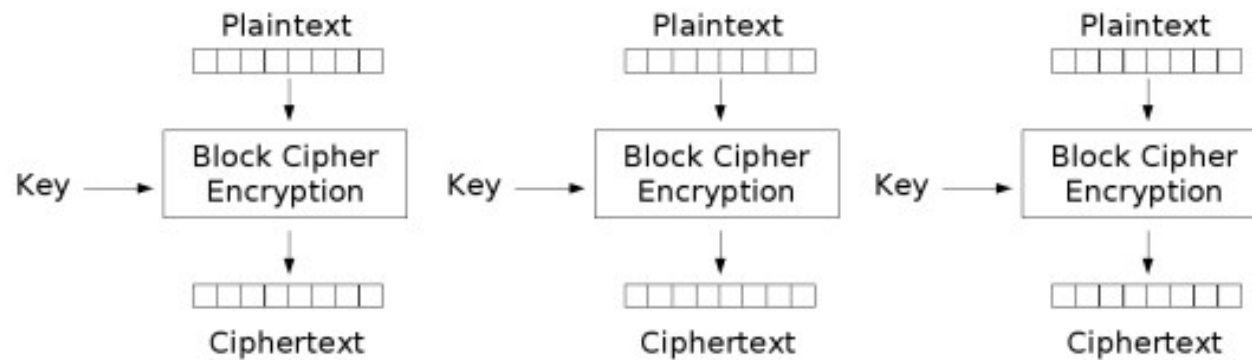 Plaintext
Plaintext
Plaintext
Key
Block Cipher
Encryption
Key
Block Cipher
Encryption
Key
Block Cipher
Encryption
Ciphertext
Ciphertext
Ciphertext